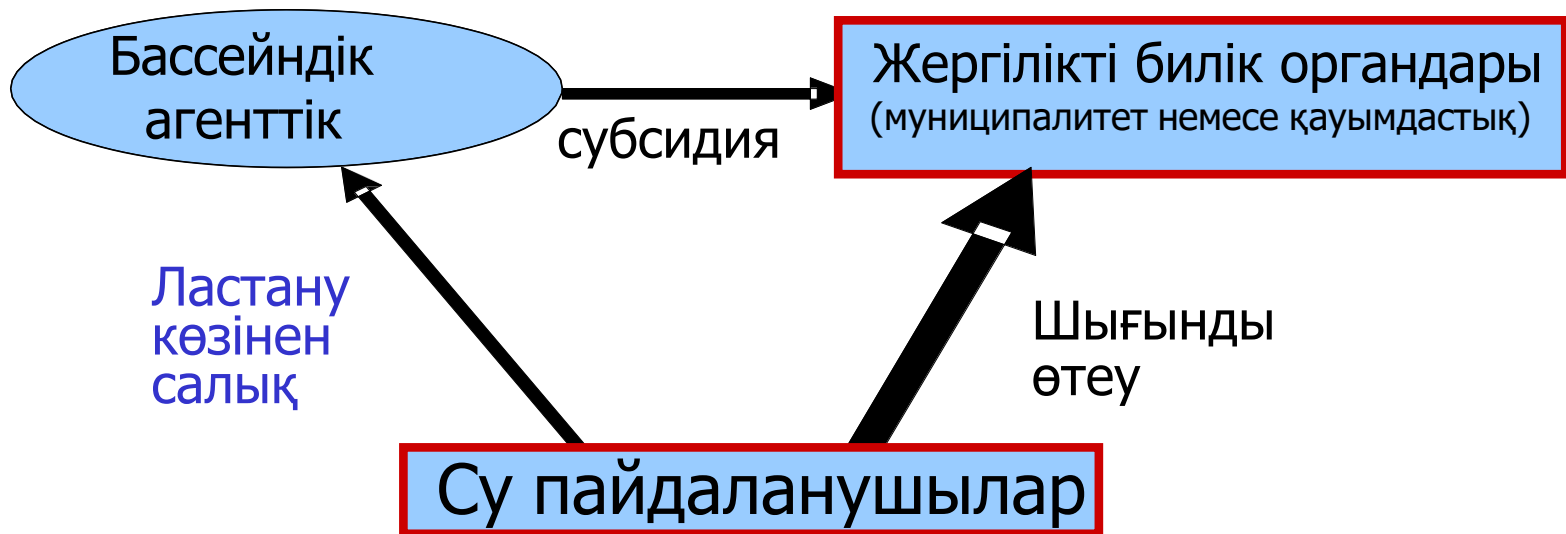 Бассейндік
агенттік
Жергілікті билік органдары
(муниципалитет немесе қауымдастық)
субсидия
Ластану
көзінен
салық
Шығынды
өтеу
Су пайдаланушылар